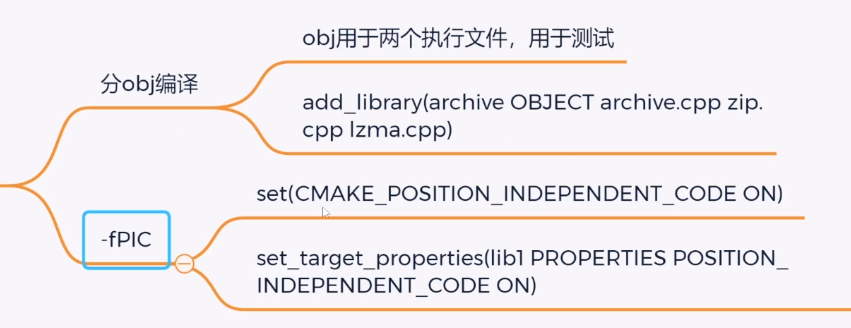 obj用于两个执行文件，用于测试
分obj编译
add_library(archive OBJECT archive.cpp zip.
cpp lzma.cpp)
set(CMAKE_POSITION_INDEPENDENT_CODE ON)
-fPIC
set_target_properties(lib1 PROPERTIES POSITION_
INDEPENDENT_CODE ON)